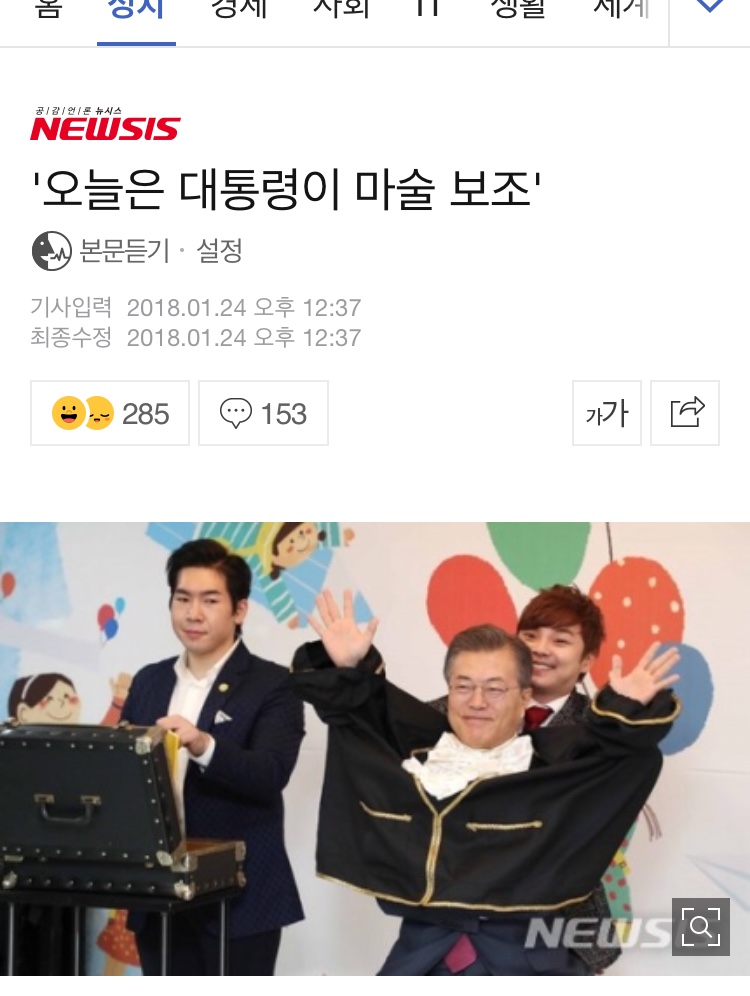 홈 정치 경제 사회 IT 생활 세계
공|감|언|론 뉴시스
NEWSIS
'오늘은 대통령이 마술 보조'
본문듣기 · 설정
기사입력 2018.01.24 오후 12:37
최종수정 2018.01.24 오후 12:37
285 153 가가
NEWS